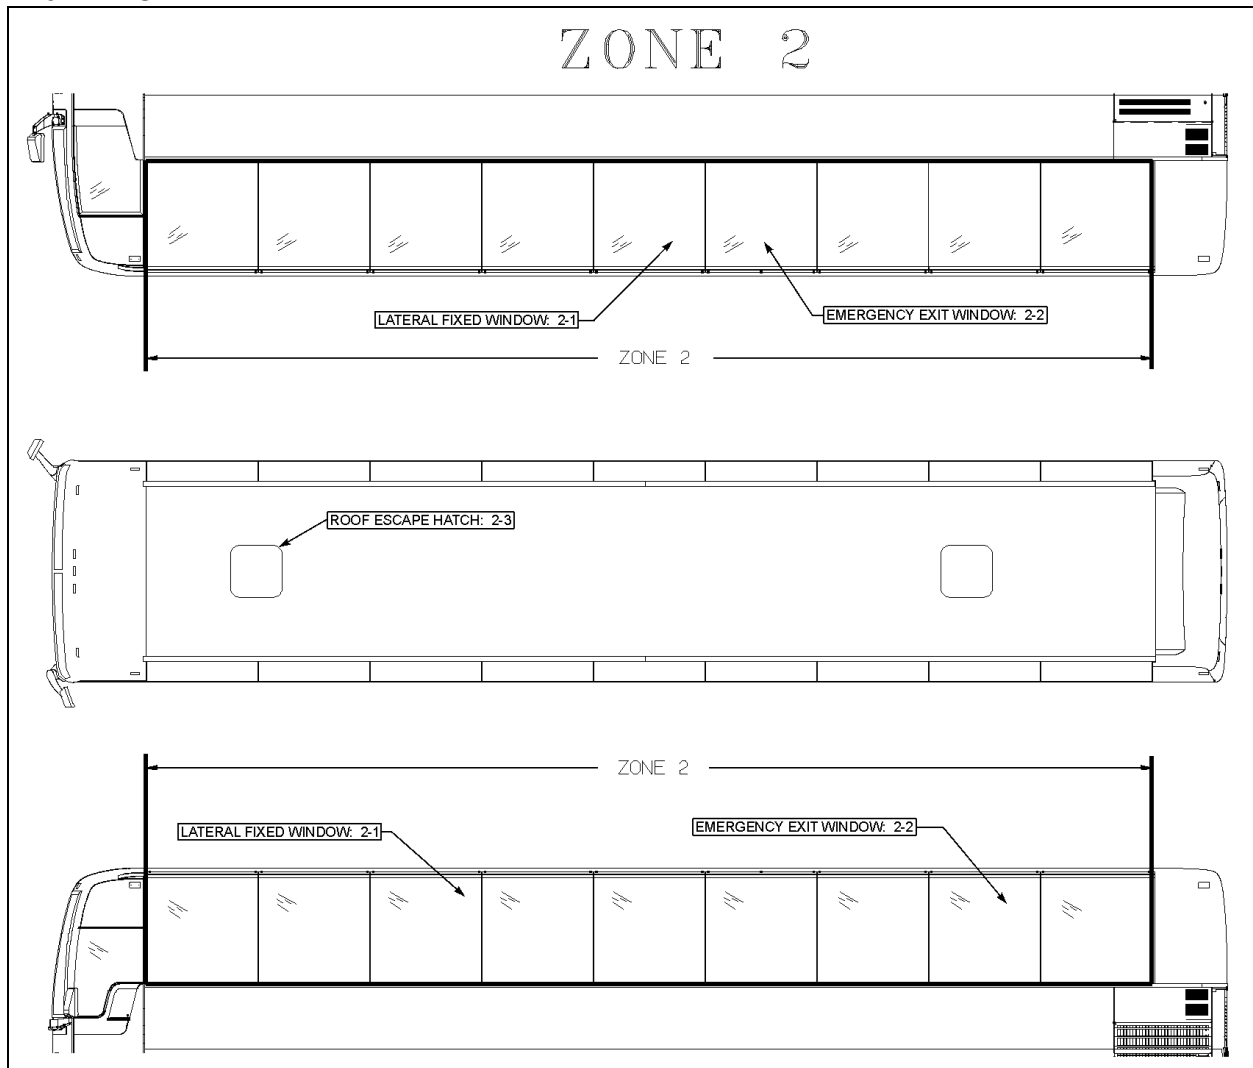 ZONE 2
LATERAL FIXED WINDOW: 2-1
EMERGENCY EXIT WINDOW: 2-2
ZONE 2
ROOF ESCAPE HATCH: 2-3
ZONE 2
LATERAL FIXED WINDOW: 2-1
EMERGENCY EXIT WINDOW: 2-2